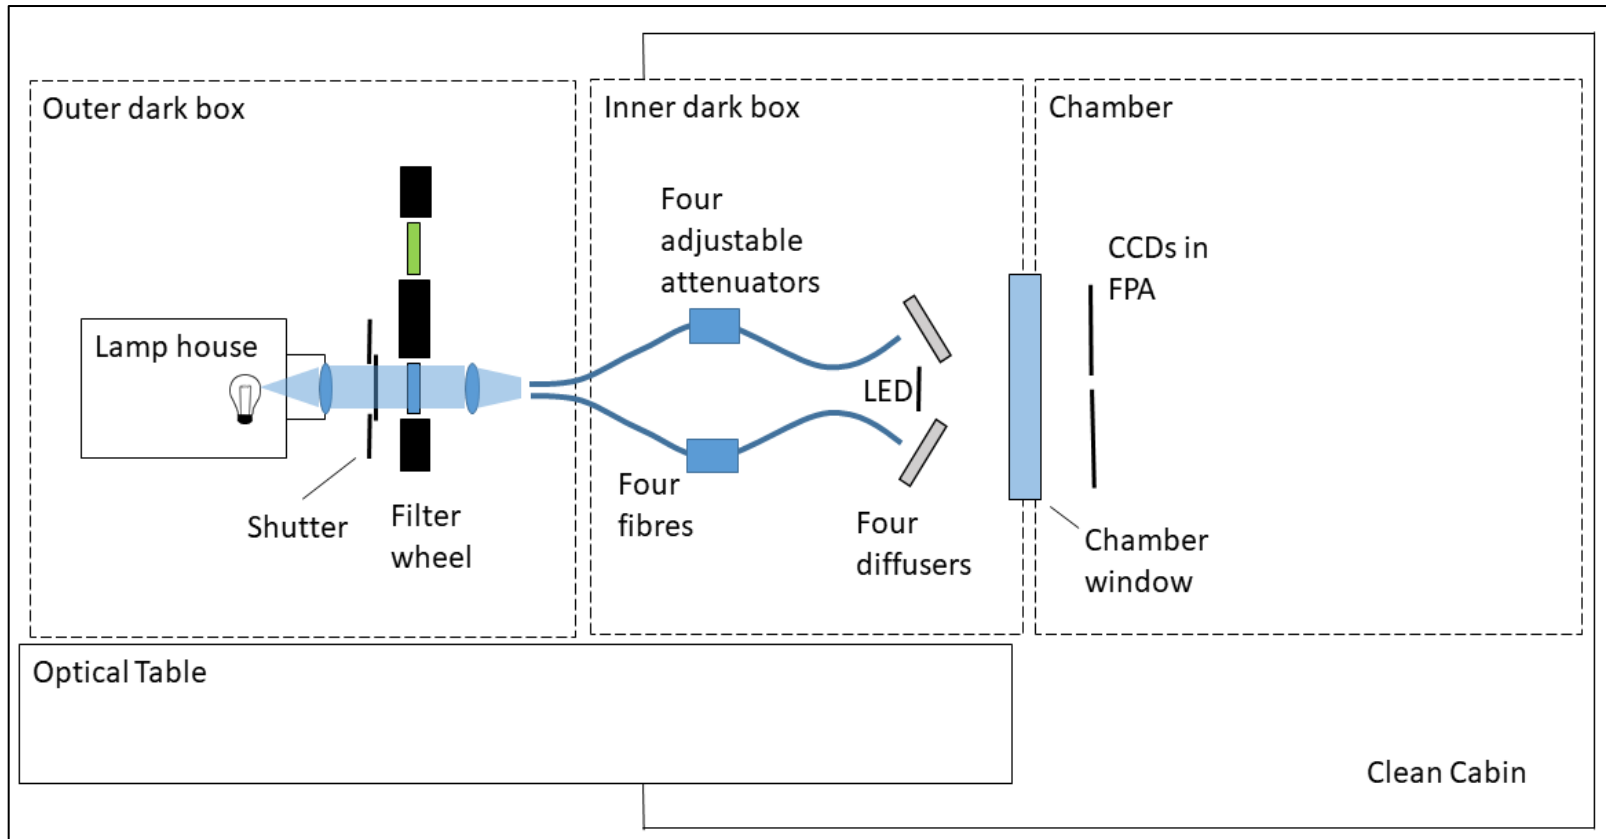 Outer dark box
Inner dark box
Chamber
Four
adjustable
attenuators
CCDs in
FPA
Lamp house
LED
Shutter
Filter
wheel
Four
fibres
Four
diffusers
Chamber
window
Optical Table
Clean Cabin